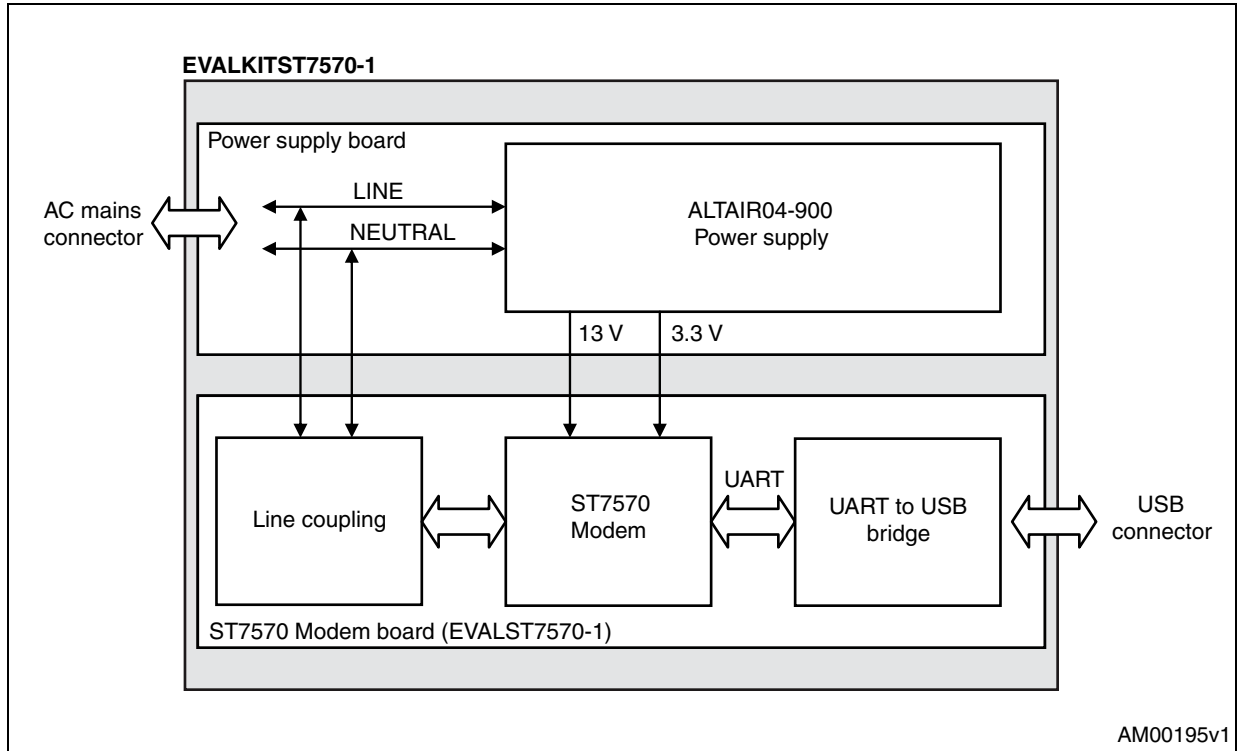 EVALKITST7570-1
Power supply board
AC mains
connector
LINE
NEUTRAL
ALTAIR04-900
Power supply
13 V
3.3 V
Line coupling
ST7570
Modem
UART
UART to USB
bridge
USB
connector
ST7570 Modem board (EVALST7570-1)
AM00195v1